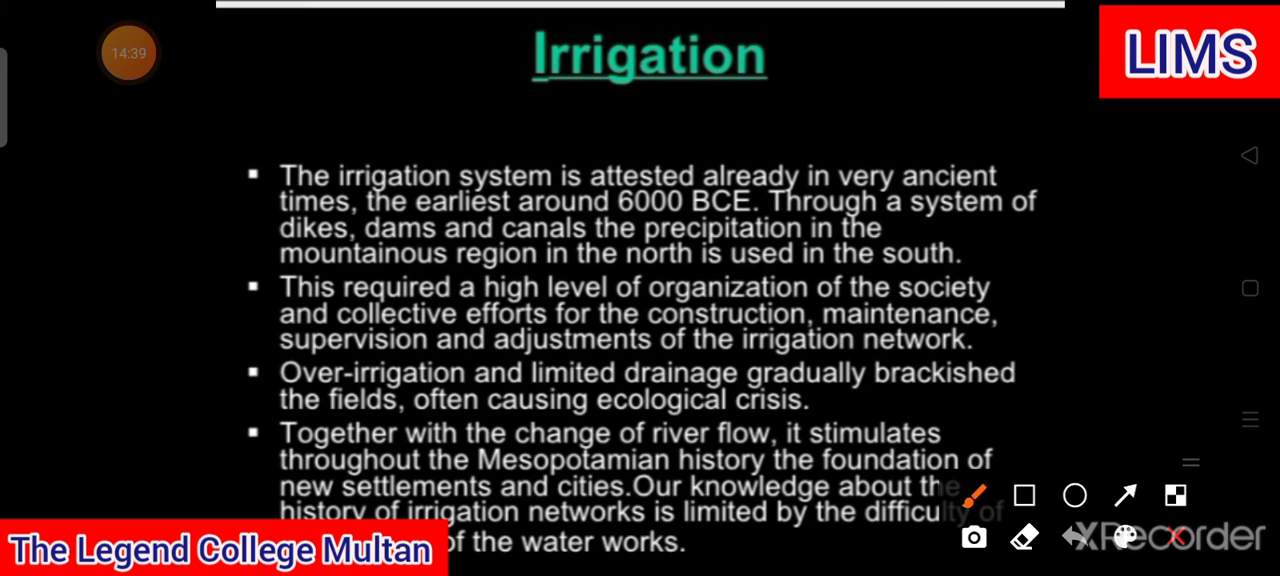 14:39
Irrigation
LIMS
▪ The irrigation system is attested already in very ancient
times, the earliest around 6000 BCE. Through a system of
dikes, dams and canals the precipitation in the
mountainous region in the north is used in the south.
▪ This required a high level of organization of the society
and collective efforts for the construction, maintenance,
supervision and adjustments of the irrigation network.
▪ Over-irrigation and limited drainage gradually brackished
the fields, often causing ecological crisis.
▪ Together with the change of river flow, it stimulates
throughout the Mesopotamian history the foundation of
new settlements and cities.Our knowledge about the
history of irrigation networks is limited by the difficulty of
of the water works.
The Legend College Multan
XRecorder